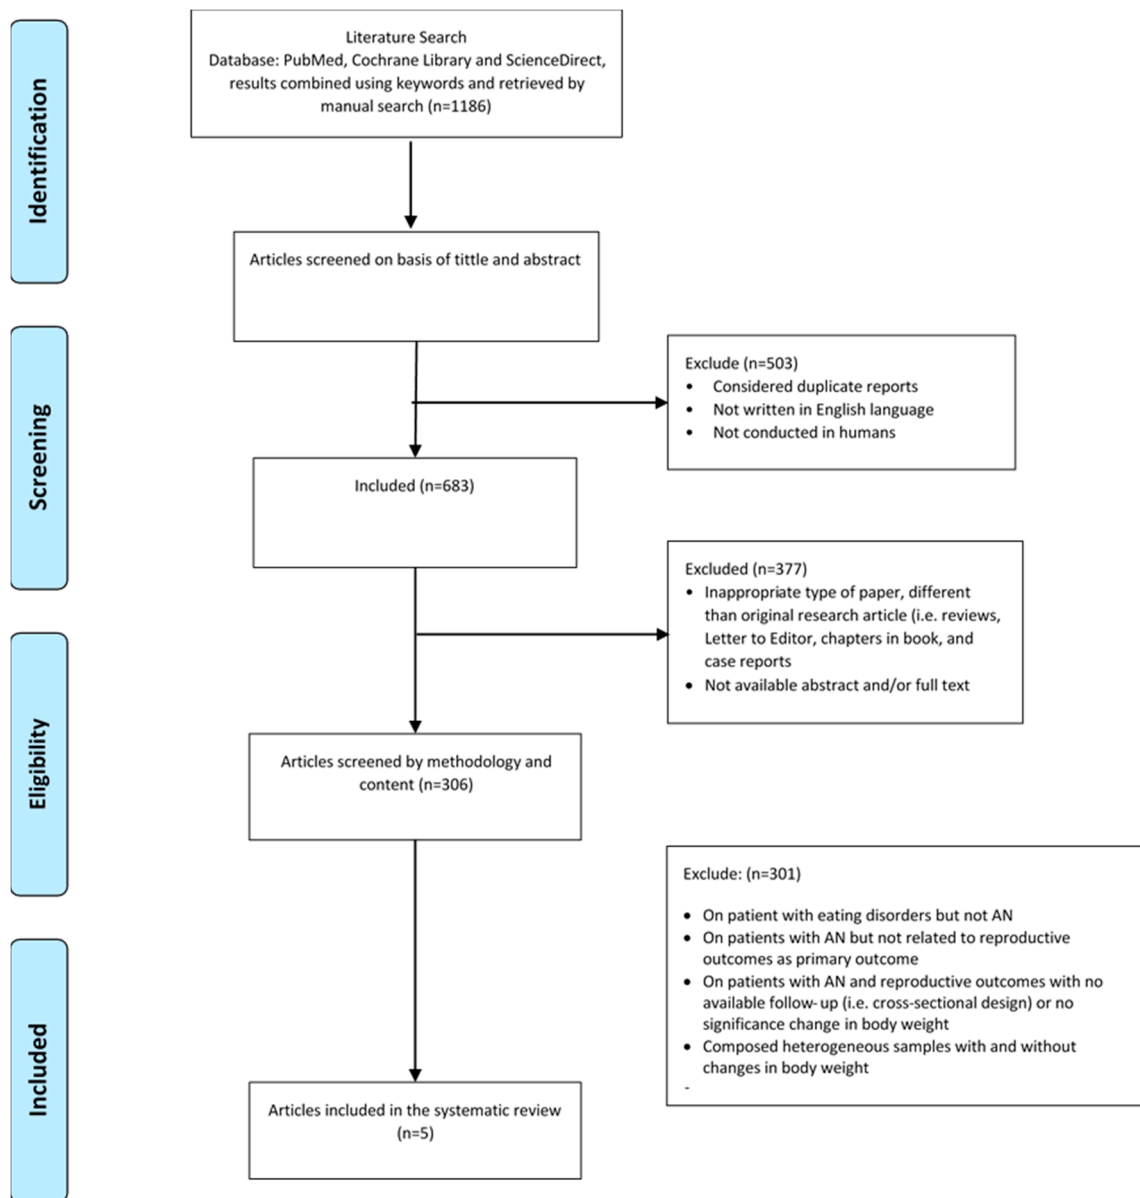 Identification
Literature Search
Database: PubMed, Cochrane Library and ScienceDirect,
results combined using keywords and retrieved by
manual search (n=1186)
Articles screened on basis of tittle and abstract
Screening
Exclude (n=503)
• Considered duplicate reports
• Not written in English language
• Not conducted in humans
Included (n=683)
Excluded (n=377)
• Inappropriate type of paper, different
than original research article (i.e. reviews,
Letter to Editor, chapters in book, and
case reports
• Not available abstract and/or full text
Eligibility
Articles screened by methodology and
content (n=306)
Exclude: (n=301)
• On patient with eating disorders but not AN
• On patients with AN but not related to reproductive
outcomes as primary outcome
• On patients with AN and reproductive outcomes with no
available follow-up (i.e. cross-sectional design) or no
significance change in body weight
• Composed heterogeneous samples with and without
changes in body weight
-
Included
Articles included in the systematic review
(n=5)